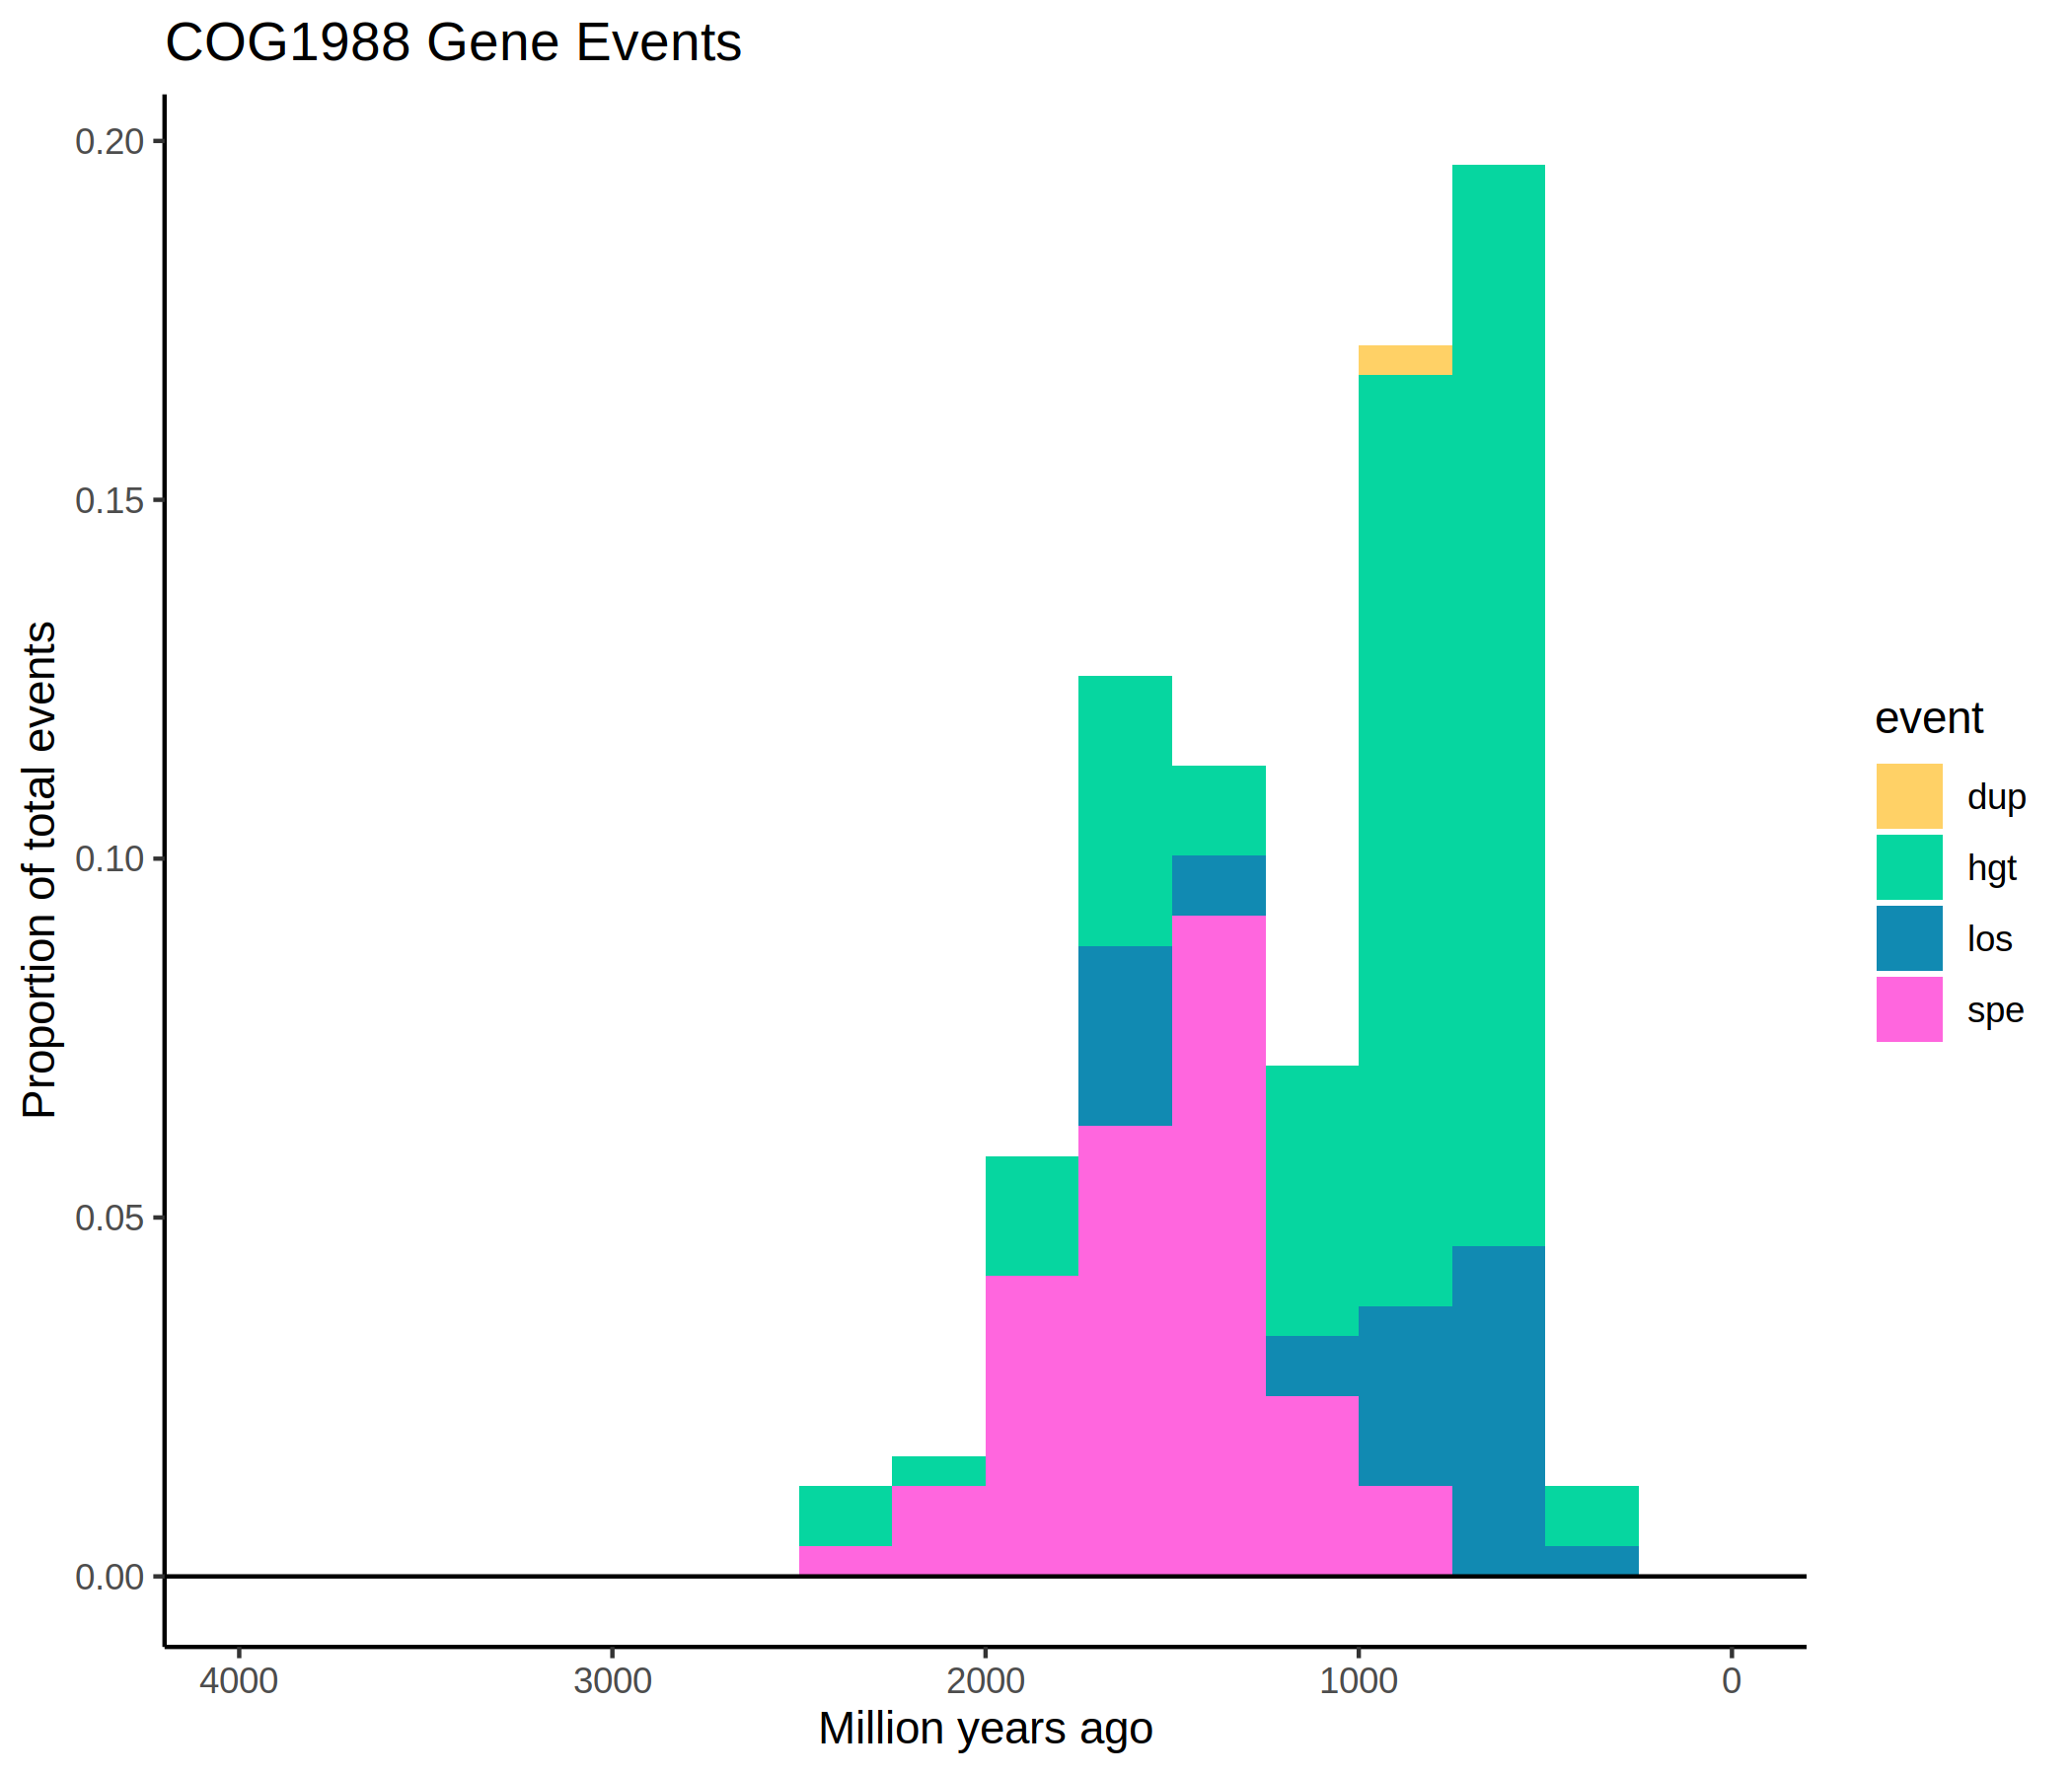 COG1988 Gene Events
0.20
0.15
0.10
0.05
0.00
Proportion of total events
4000 3000 2000 1000 0
Million years ago
event
dup
hgt
los
spe